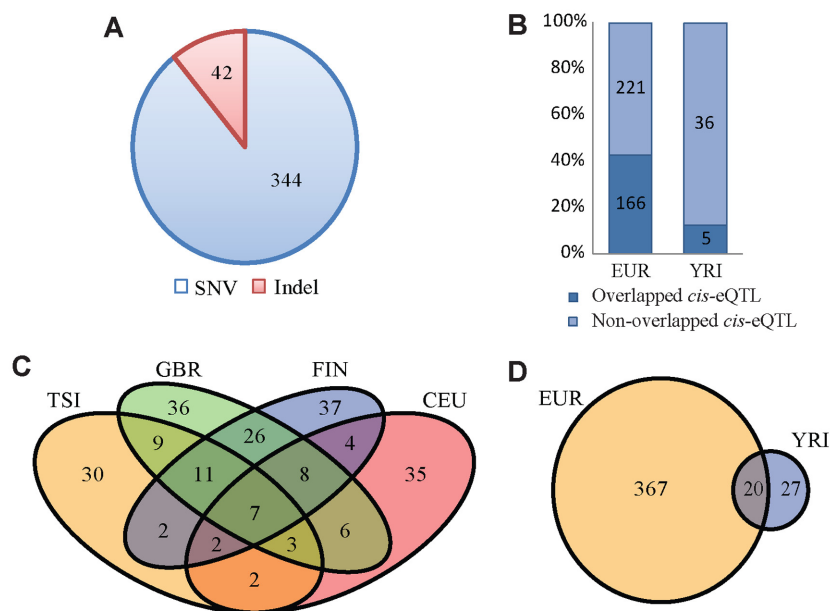 A
42
344
SNV
Indel
B
100%
80%
60%
40%
20%
0%
221
36
166
5
EUR
YRI
Overlapped cis-eQTL
Non-overlapped cis-eQTL
C
TSI
GBR
FIN
CEU
36
37
9
26
4
30
11
8
35
7
2
2
3
6
2
D
EUR
YRI
367
20
27